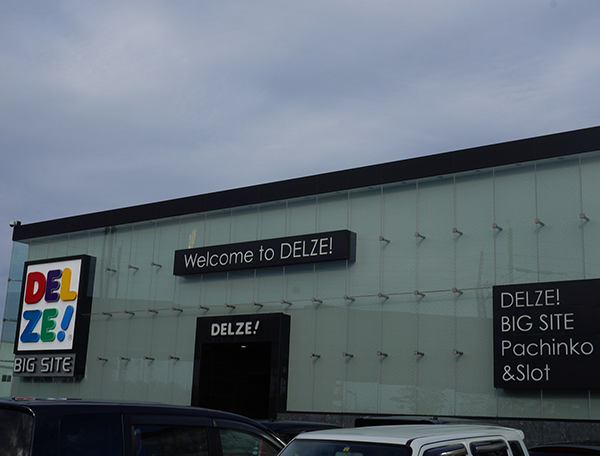 Welcome to DELZE!
DEL
ZE!
BIG SITE
DELZE!
DELZE!
BIG SITE
Pachinko
&Slot